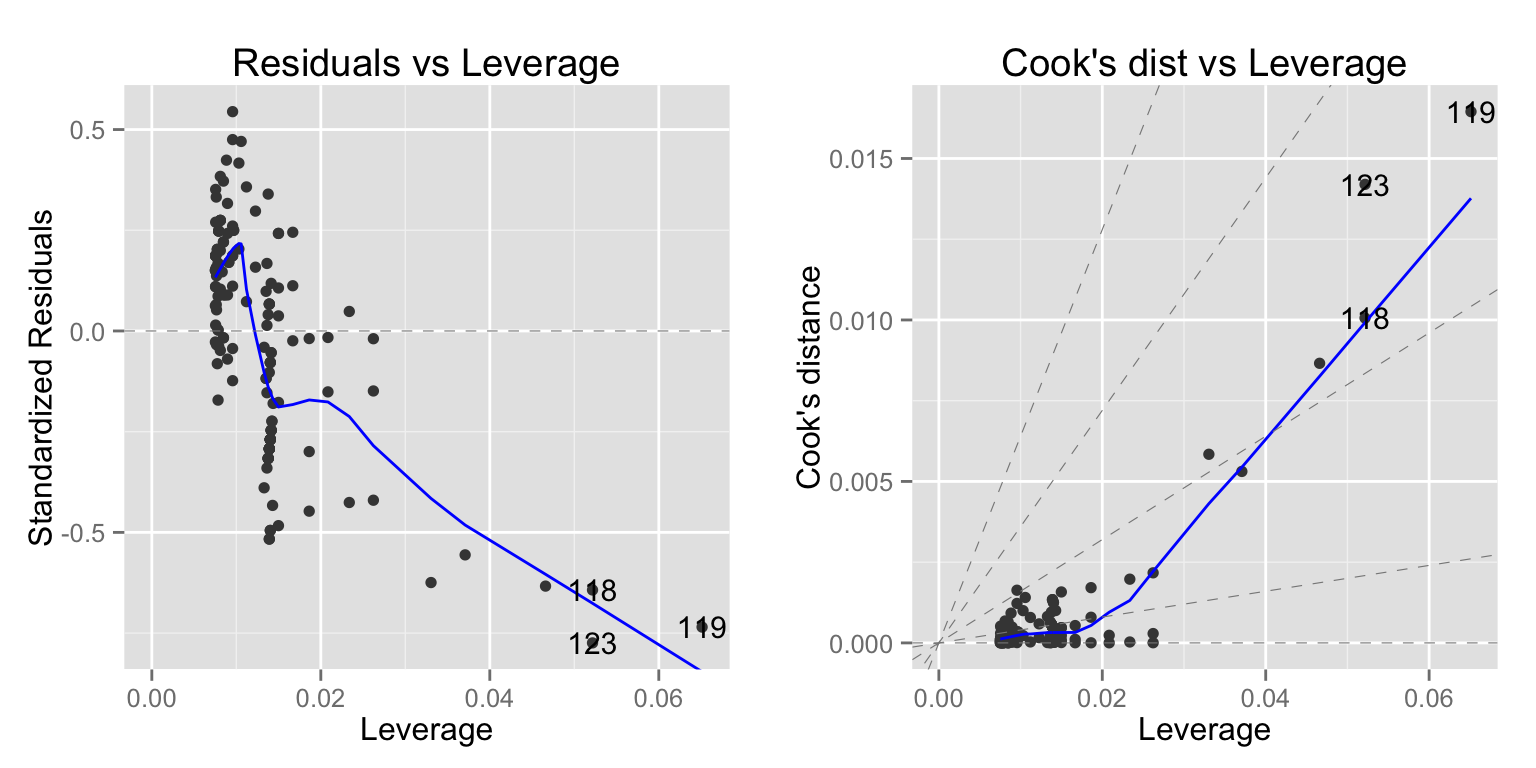 Residuals vs Leverage
Standardized Residuals
0.5
0.0
-0.5
118
119
123
0.00 0.02 0.04 0.06
Leverage
Cook's dist vs Leverage
Cook's distance
0.015
0.010
0.005
0.000
119
123
118
0.00 0.02 0.04 0.06
Leverage